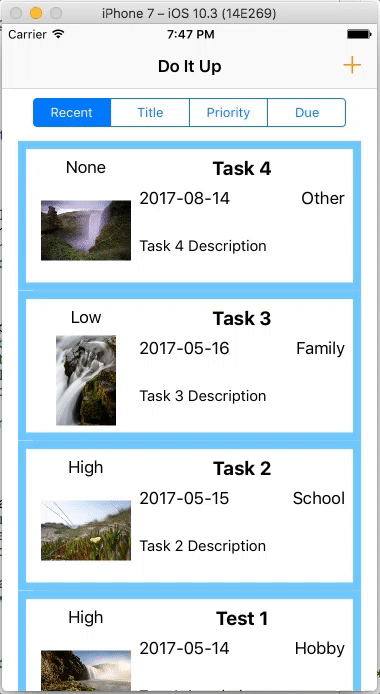 iPhone 7 – iOS 10.3 (14E269)
Carrier 7:47 PM
Do It Up +
Recent Title Priority Due
None Task 4
2017-08-14 Other
Task 4 Description
Low Task 3
2017-05-16 Family
Task 3 Description
High Task 2
2017-05-15 School
Task 2 Description
High Test 1
2017-05-14 Hobby